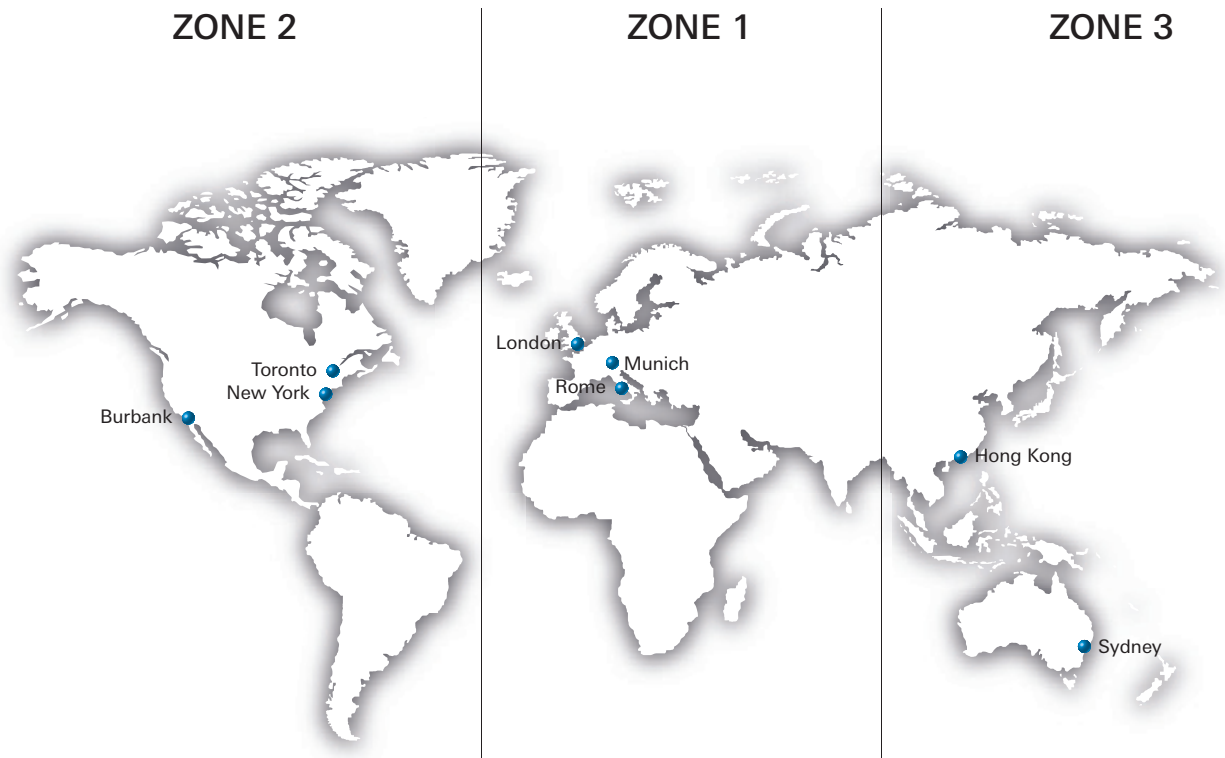 ZONE 2
ZONE 1
ZONE 3
London
Munich
Toronto
Rome
New York
Burbank
Hong Kong
Sydney